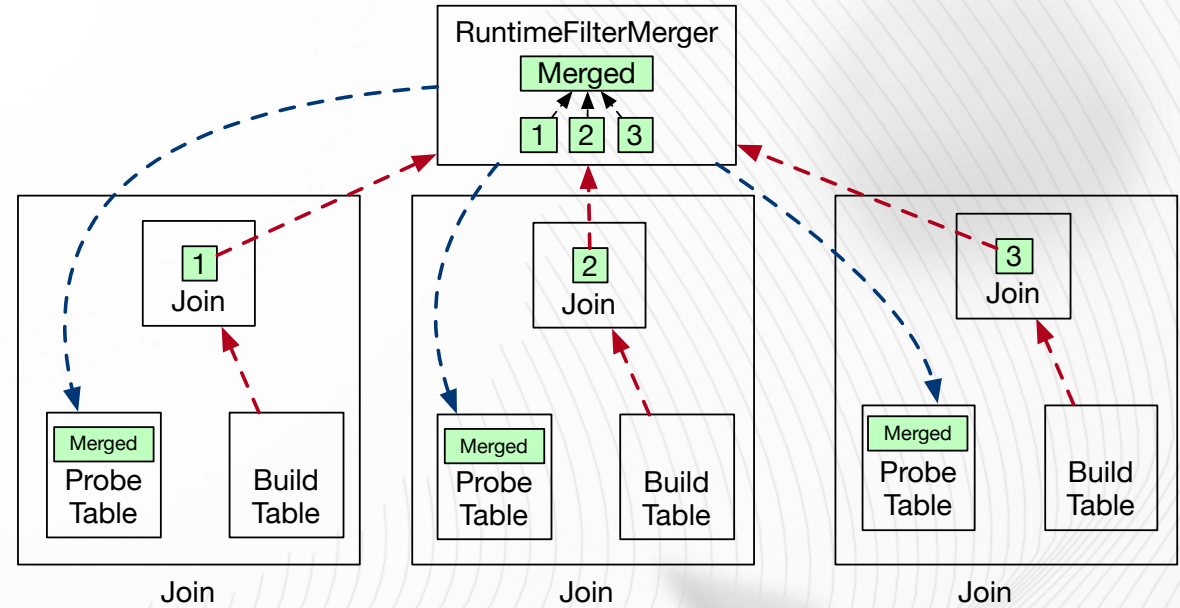 RuntimeFilterMerger
Merged
1 2 3
1
Join
2
Join
3
Join
Merged
Probe
Table
Build
Table
Merged
Probe
Table
Build
Table
Merged
Probe
Table
Build
Table
Join
Join
Join